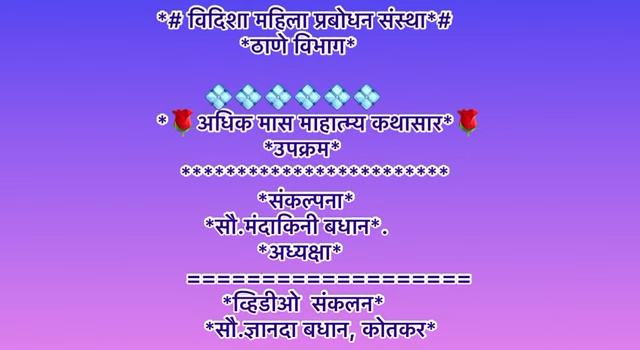 *# विदिशा महिला प्रबोधन संस्था*#
*ठाणे विभाग*
💠💠💠💠💠💠
*🌹अधिक मास माहात्म्य कथासार*🌹
*उपक्रम*
************************
*संकल्पना*
*सौ.मंदाकिनी बधान*.
*अध्यक्षा*
===================
*व्हिडीओ  संकलन*
*सौ.ज्ञानदा बधान, कोतकर*